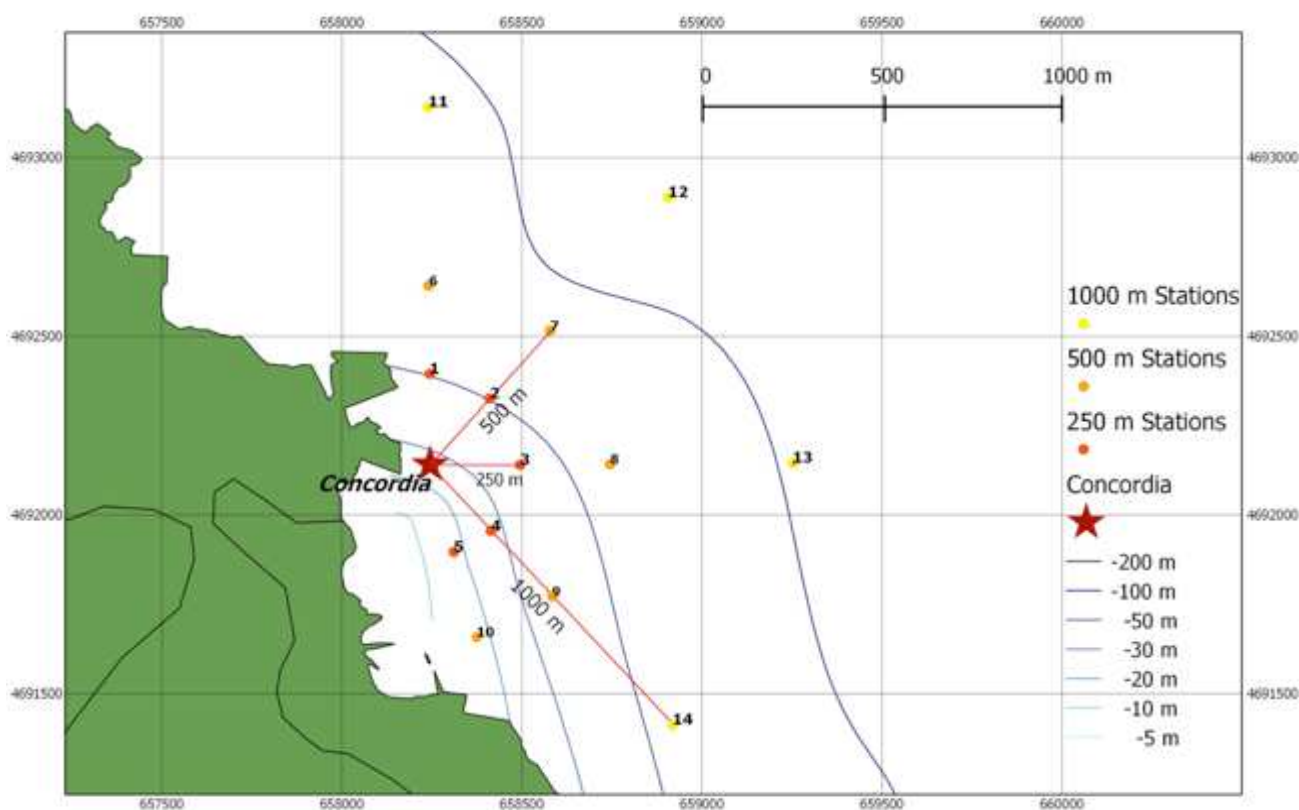 657500 658000 658500 659000 659500 660000
0 500 1000 m
11
4693000 4693000
12
6
1000 m Stations
7
4692500 4692500
500 m Stations
1
2
500 m
250 m Stations
3 8 13
250 m
Concordia
Concordia
4692000 4692000
4
5
-200 m
9
1000 m
-100 m
-50 m
10
-30 m
-20 m
4691500 4691500
-10 m
14
-5 m
657500 658000 658500 659000 659500 660000